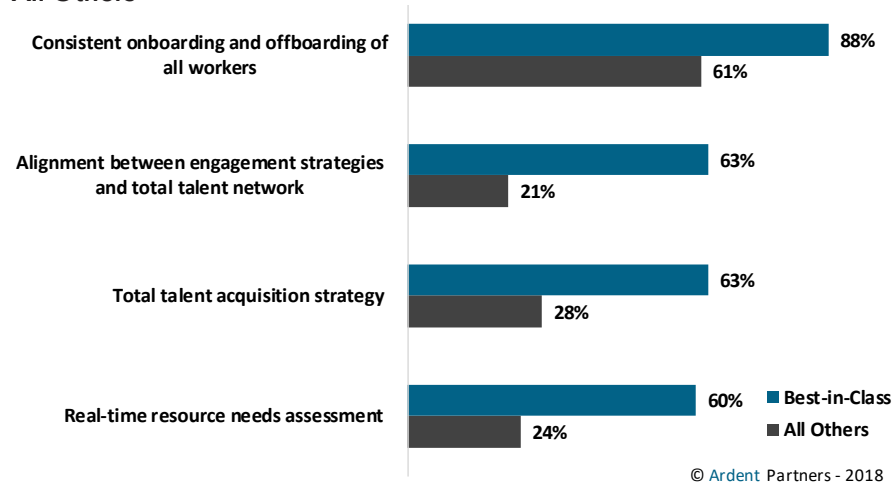 All Others
Consistent onboarding and offboarding of
all workers
88%
61%
Alignment between engagement strategies
and total talent network
63%
21%
Total talent acquisition strategy
63%
28%
Real-time resource needs assessment
60%
24%
Best-in-Class
All Others
© Ardent Partners - 2018